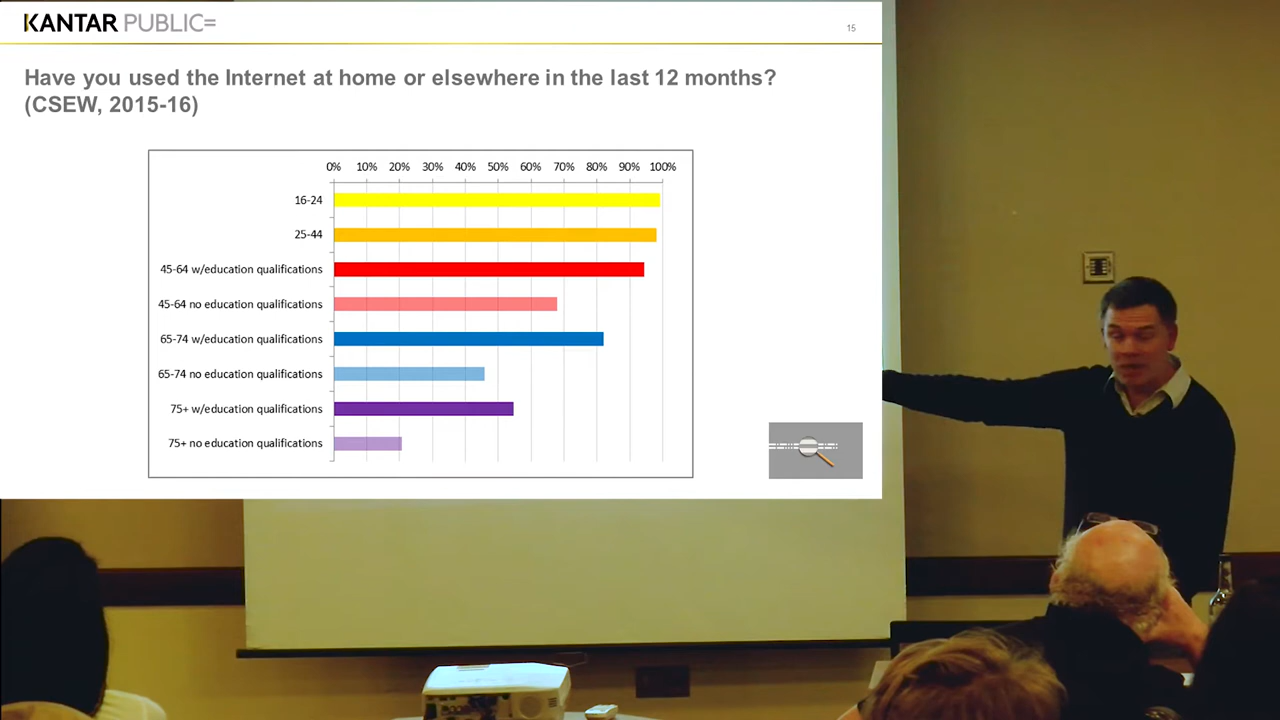 KANTAR PUBLIC=
15
Have you used the Internet at home or elsewhere in the last 12 months?
(CSEW, 2015-16)
0% 10% 20% 30% 40% 50% 60% 70% 80% 90% 100%
16-24
25-44
45-64 w/education qualifications
45-64 no education qualifications
65-74 w/education qualifications
65-74 no education qualifications
75+ w/education qualifications
75+ no education qualifications